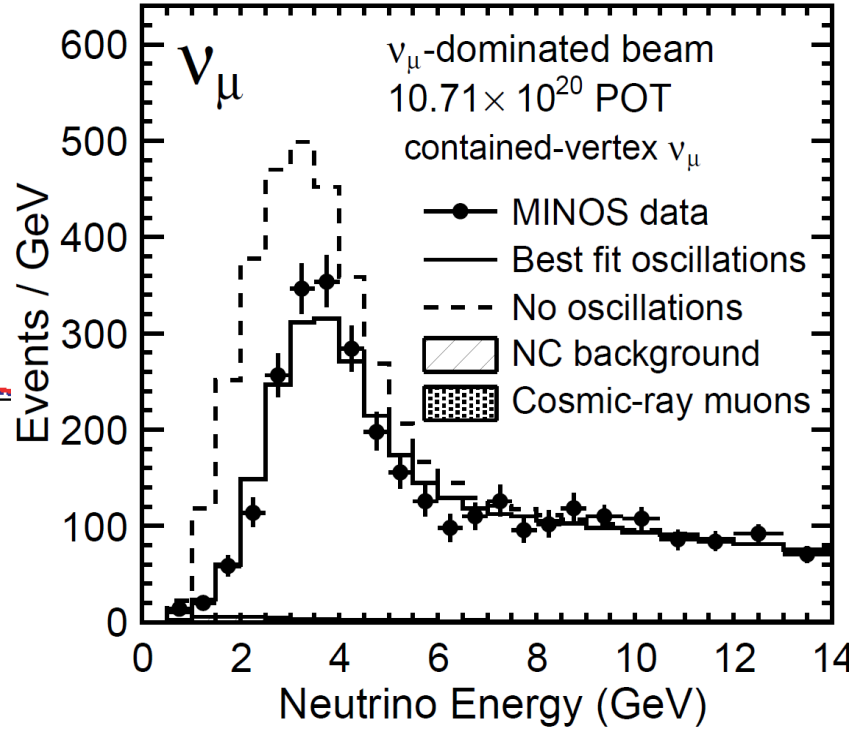 600
500
400
300
200
100
0
Events / GeV
νμ
νμ-dominated beam
10.71× 10²⁰ POT
contained-vertex νμ
MINOS data
Best fit oscillations
No oscillations
NC background
Cosmic-ray muons
0 2 4 6 8 10 12 14
Neutrino Energy (GeV)